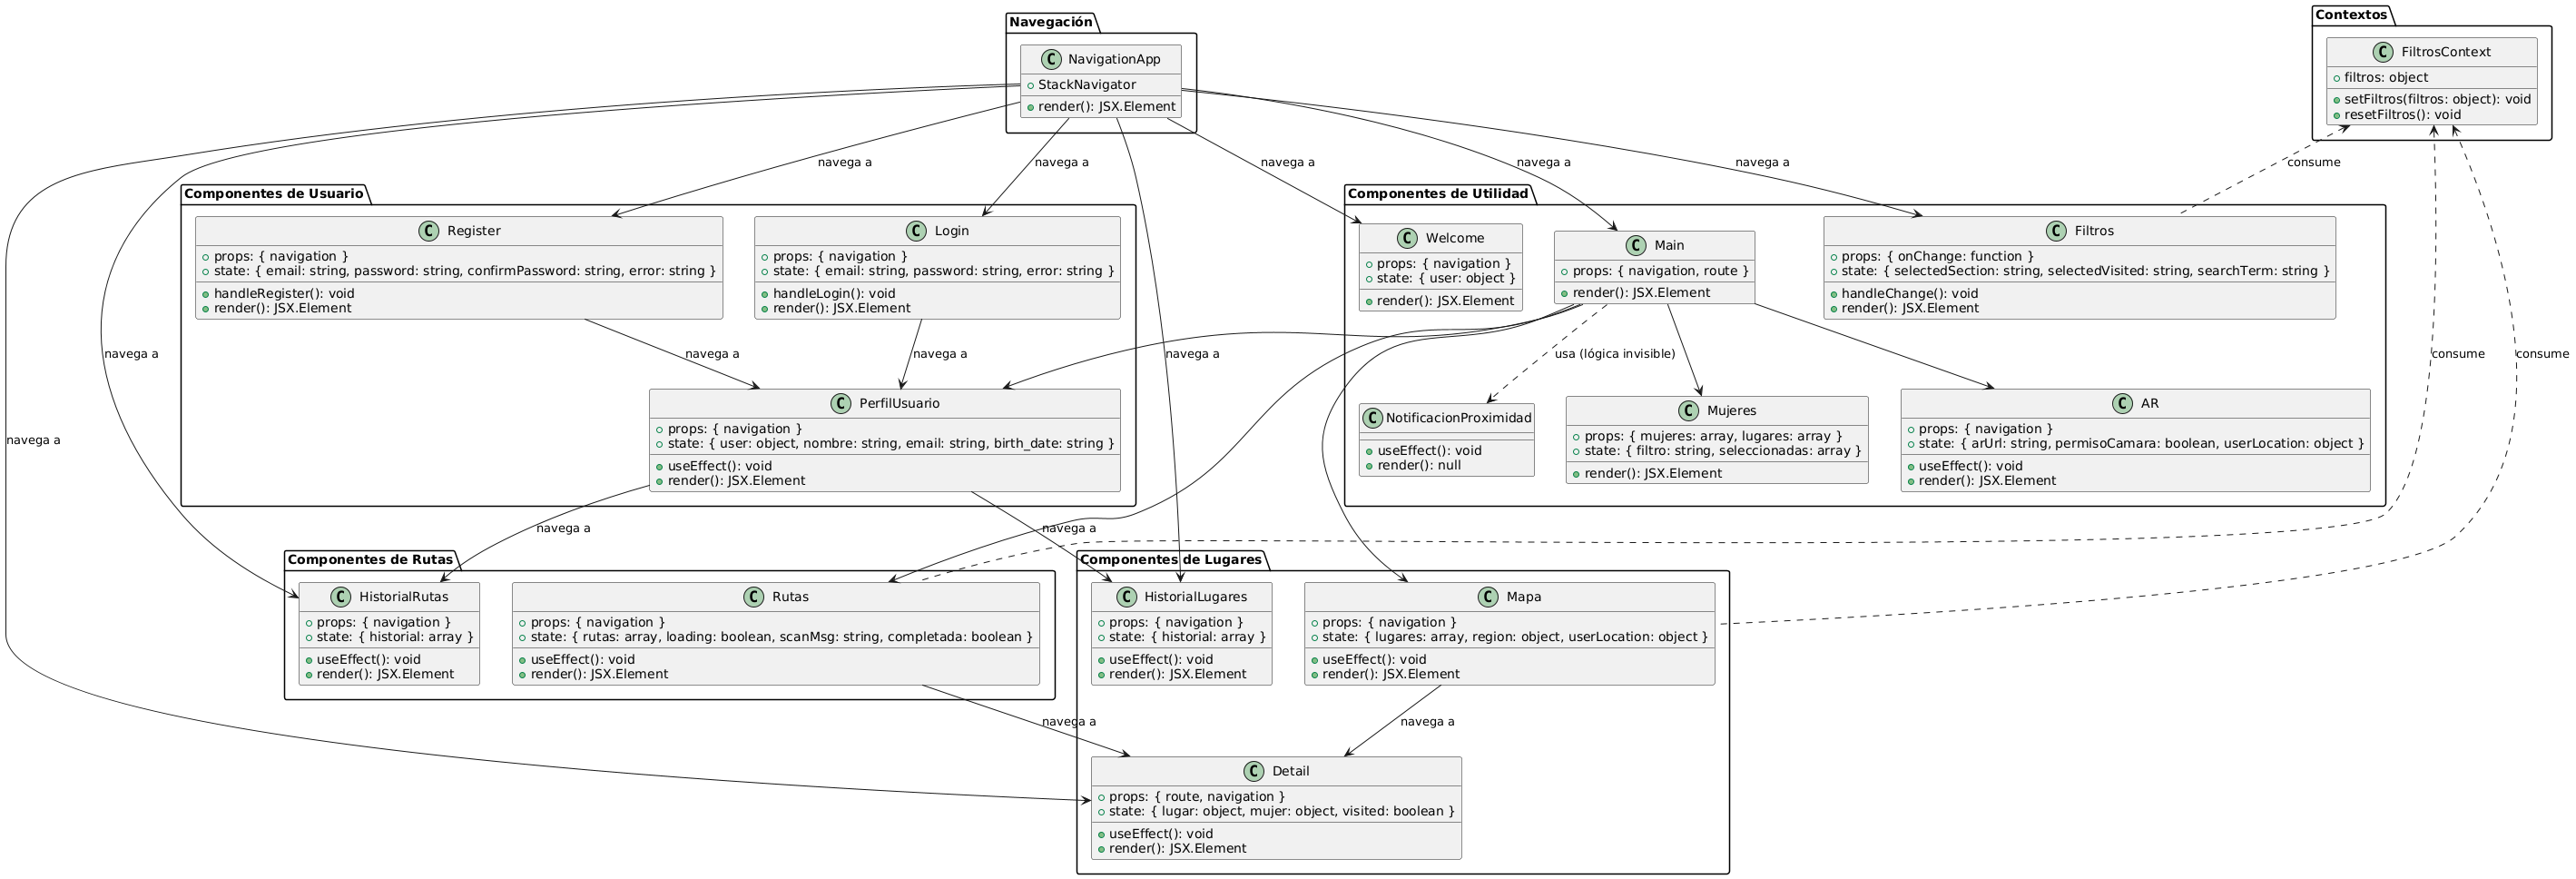 Navegación
NavigationApp
StackNavigator
render(): JSX.Element
Contextos
FiltrosContext
filtros: object
setFiltros(filtros: object): void
resetFiltros(): void
navega a
navega a
navega a
navega a
navega a
consume
Componentes de Usuario
Register
props: { navigation }
state: { email: string, password: string, confirmPassword: string, error: string }
handleRegister(): void
render(): JSX.Element
Login
props: { navigation }
state: { email: string, password: string, error: string }
handleLogin(): void
render(): JSX.Element
Componentes de Utilidad
Welcome
props: { navigation }
state: { user: object }
render(): JSX.Element
Main
props: { navigation, route }
render(): JSX.Element
Filtros
props: { onChange: function }
state: { selectedSection: string, selectedVisited: string, searchTerm: string }
handleChange(): void
render(): JSX.Element
navega a
navega a
navega a
navega a
usa (lógica invisible)
consume
consume
PerfilUsuario
props: { navigation }
state: { user: object, nombre: string, email: string, birth_date: string }
useEffect(): void
render(): JSX.Element
NotificacionProximidad
useEffect(): void
render(): null
Mujeres
props: { mujeres: array, lugares: array }
state: { filtro: string, seleccionadas: array }
render(): JSX.Element
AR
props: { navigation }
state: { arUrl: string, permisoCamara: boolean, userLocation: object }
useEffect(): void
render(): JSX.Element
navega a
navega a
navega a
Componentes de Rutas
HistorialRutas
props: { navigation }
state: { historial: array }
useEffect(): void
render(): JSX.Element
Rutas
props: { navigation }
state: { rutas: array, loading: boolean, scanMsg: string, completada: boolean }
useEffect(): void
render(): JSX.Element
Componentes de Lugares
HistorialLugares
props: { navigation }
state: { historial: array }
useEffect(): void
render(): JSX.Element
Mapa
props: { navigation }
state: { lugares: array, region: object, userLocation: object }
useEffect(): void
render(): JSX.Element
navega a
navega a
Detail
props: { route, navigation }
state: { lugar: object, mujer: object, visited: boolean }
useEffect(): void
render(): JSX.Element